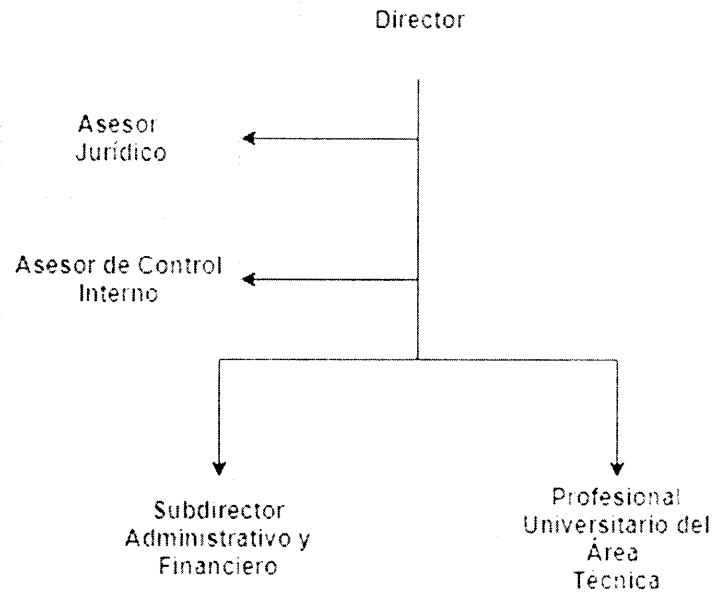 Director
Asesor
Jurídico
Asesor de Control
Interno
Subdirector
Administrativo y
Financiero
Profesional
Universitario del
Área
Técnica